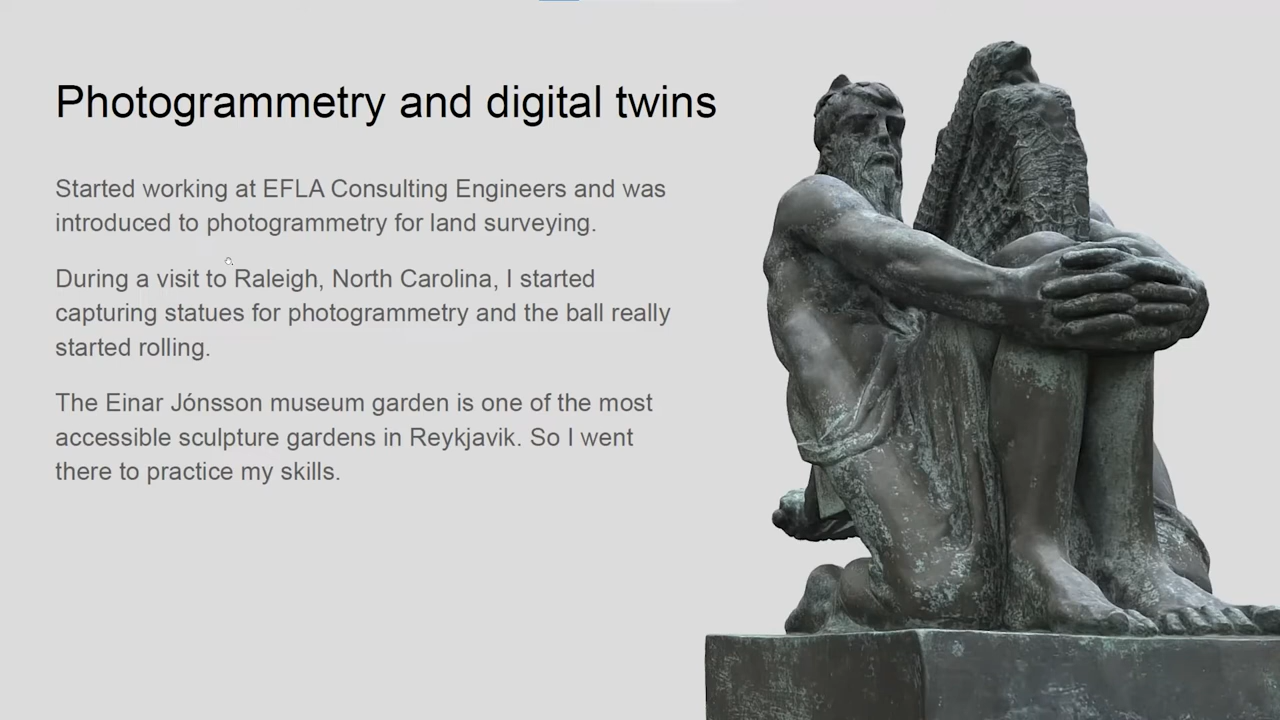 Photogrammetry and digital twins
Started working at EFLA Consulting Engineers and was
introduced to photogrammetry for land surveying.
During a visit to Raleigh, North Carolina, I started
capturing statues for photogrammetry and the ball really
started rolling.
The Einar Jónsson museum garden is one of the most
accessible sculpture gardens in Reykjavik. So I went
there to practice my skills.